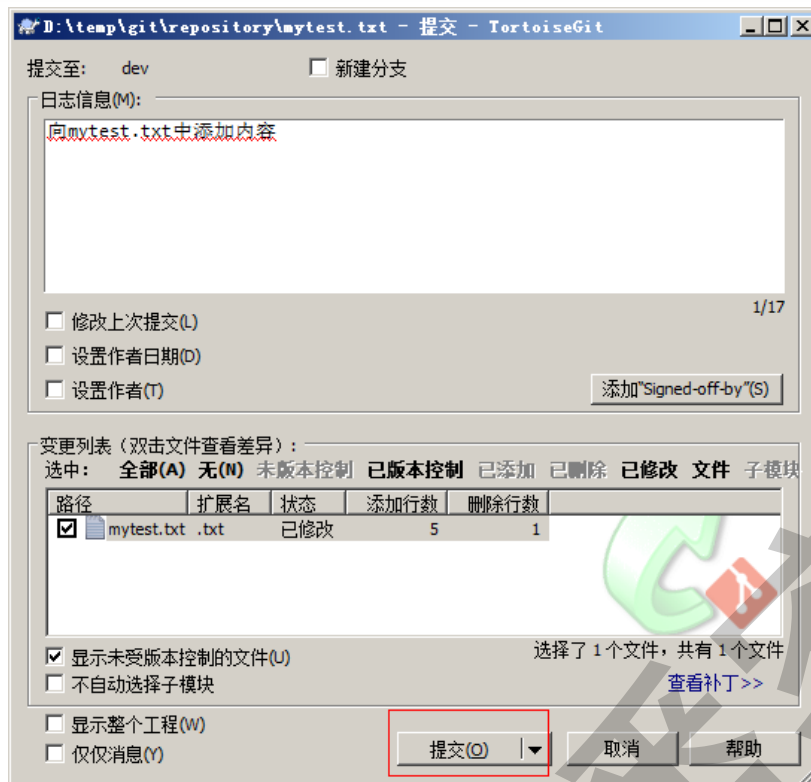 D:\temp\git\repository\mytest.txt - 提交 - TortoiseGit
提交至: dev 新建分支
日志信息(M):
向mytest.txt中添加内容
1/17
修改上次提交(L)
设置作者日期(D)
设置作者(T) 添加"Signed-off-by"(S)
变更列表（双击文件查看差异）:
选中: 全部(A) 无(N) 未版本控制 已版本控制 已添加 已删除 已修改 文件 子模块
路径 扩展名 状态 添加行数 删除行数
mytest.txt .txt 已修改 5 1
显示未受版本控制的文件(U) 选择了 1 个文件，共有 1 个文件
不自动选择子模块 查看补丁>>
显示整个工程(W)
仅仅消息(Y) 提交(O) 取消 帮助